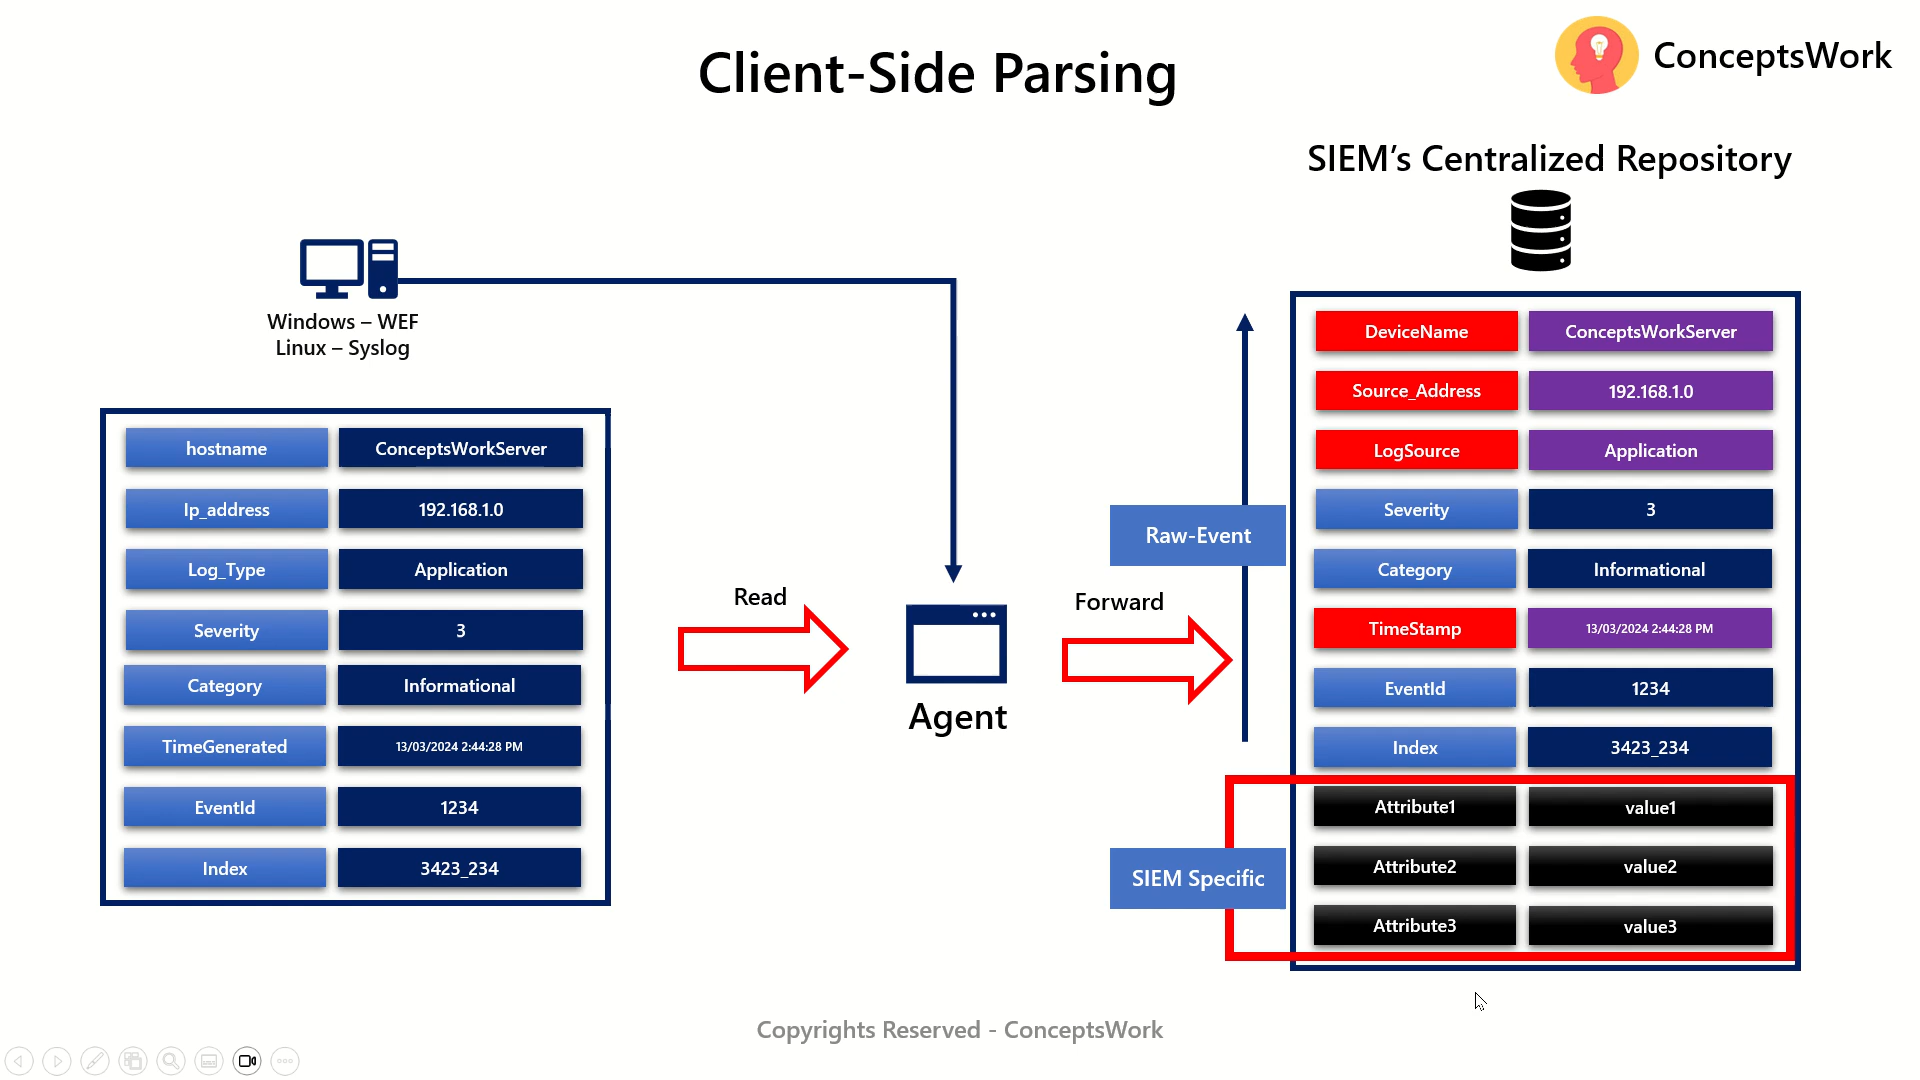 Client-Side Parsing
ConceptsWork
SIEM’s Centralized Repository
Windows – WEF
Linux – Syslog
hostname ConceptsWorkServer
Ip_address 192.168.1.0
Log_Type Application
Severity 3
Category Informational
TimeGenerated 13/03/2024 2:44:28 PM
EventId 1234
Index 3423_234
Read
Agent
Forward
Raw-Event
SIEM Specific
DeviceName ConceptsWorkServer
Source_Address 192.168.1.0
LogSource Application
Severity 3
Category Informational
TimeStamp 13/03/2024 2:44:28 PM
EventId 1234
Index 3423_234
Attribute1 value1
Attribute2 value2
Attribute3 value3
Copyrights Reserved - ConceptsWork